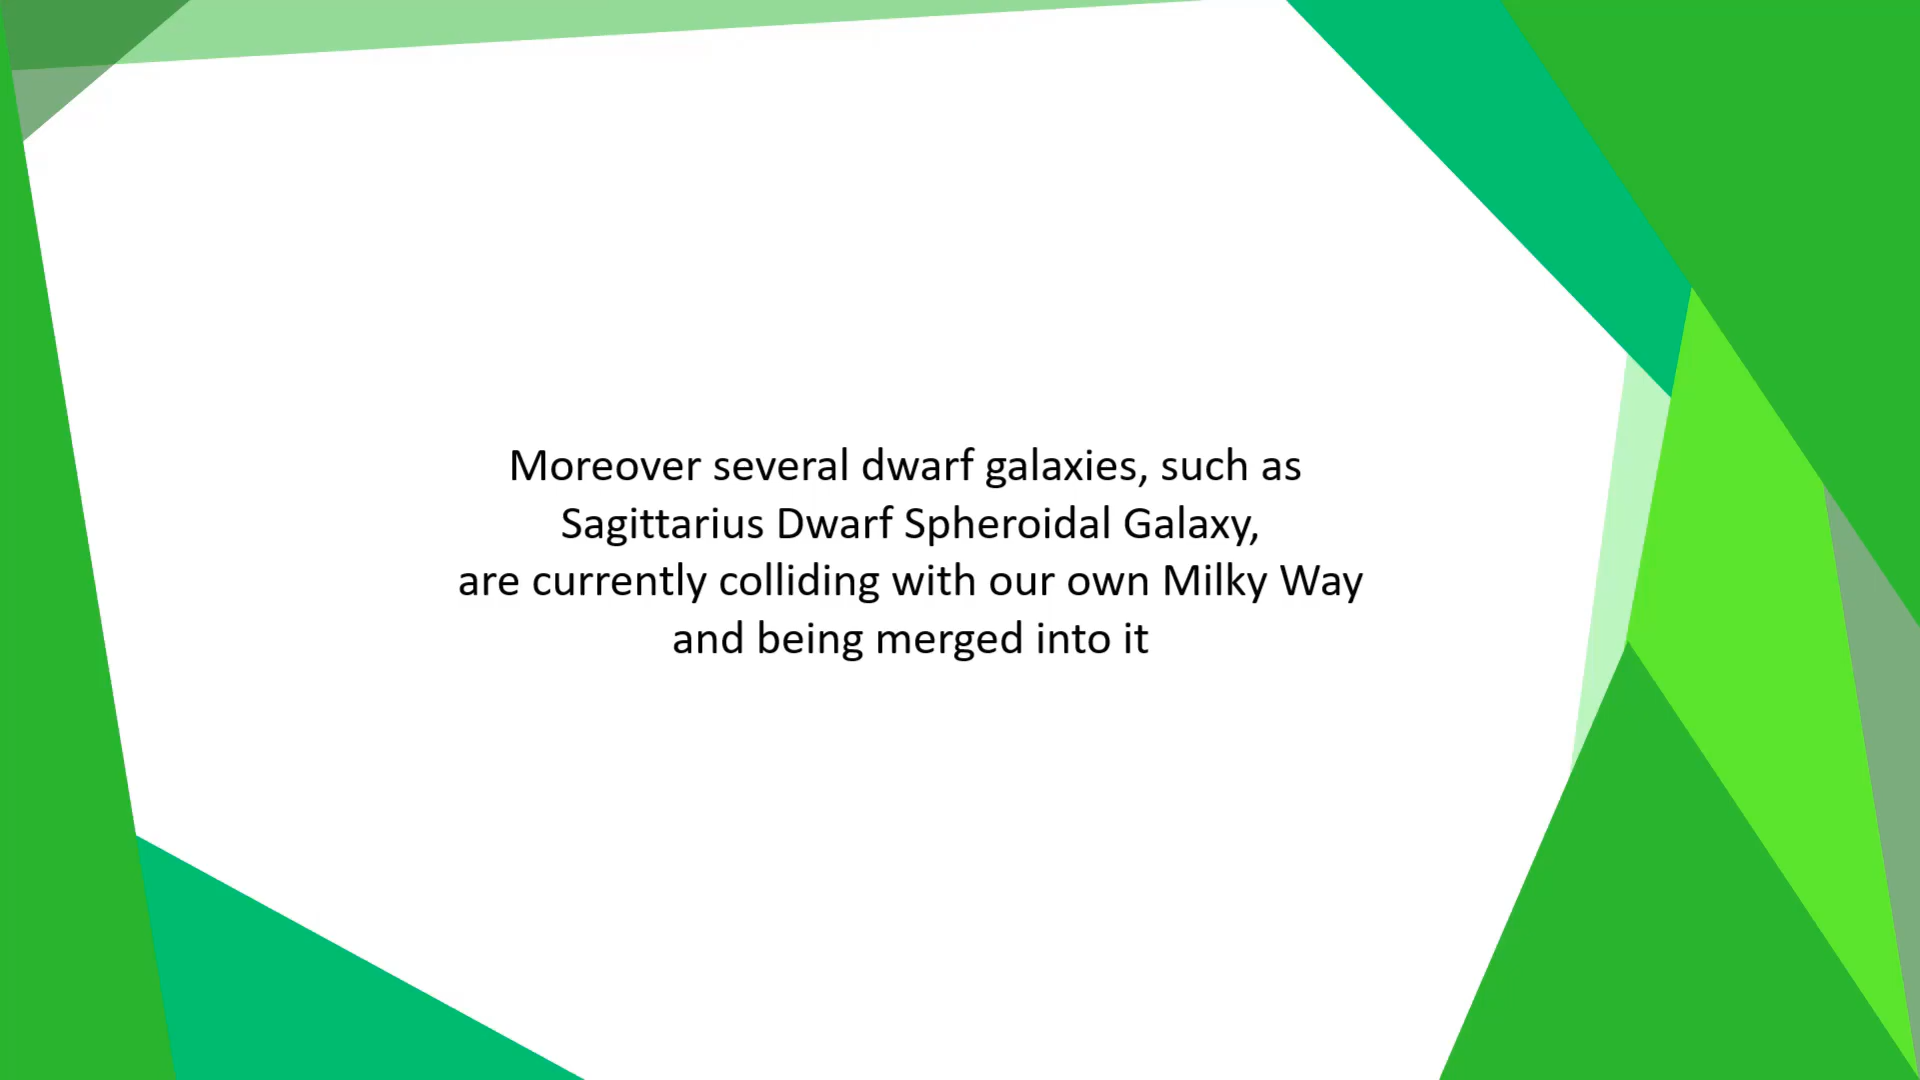 Moreover several dwarf galaxies, such as
Sagittarius Dwarf Spheroidal Galaxy,
are currently colliding with our own Milky Way
and being merged into it